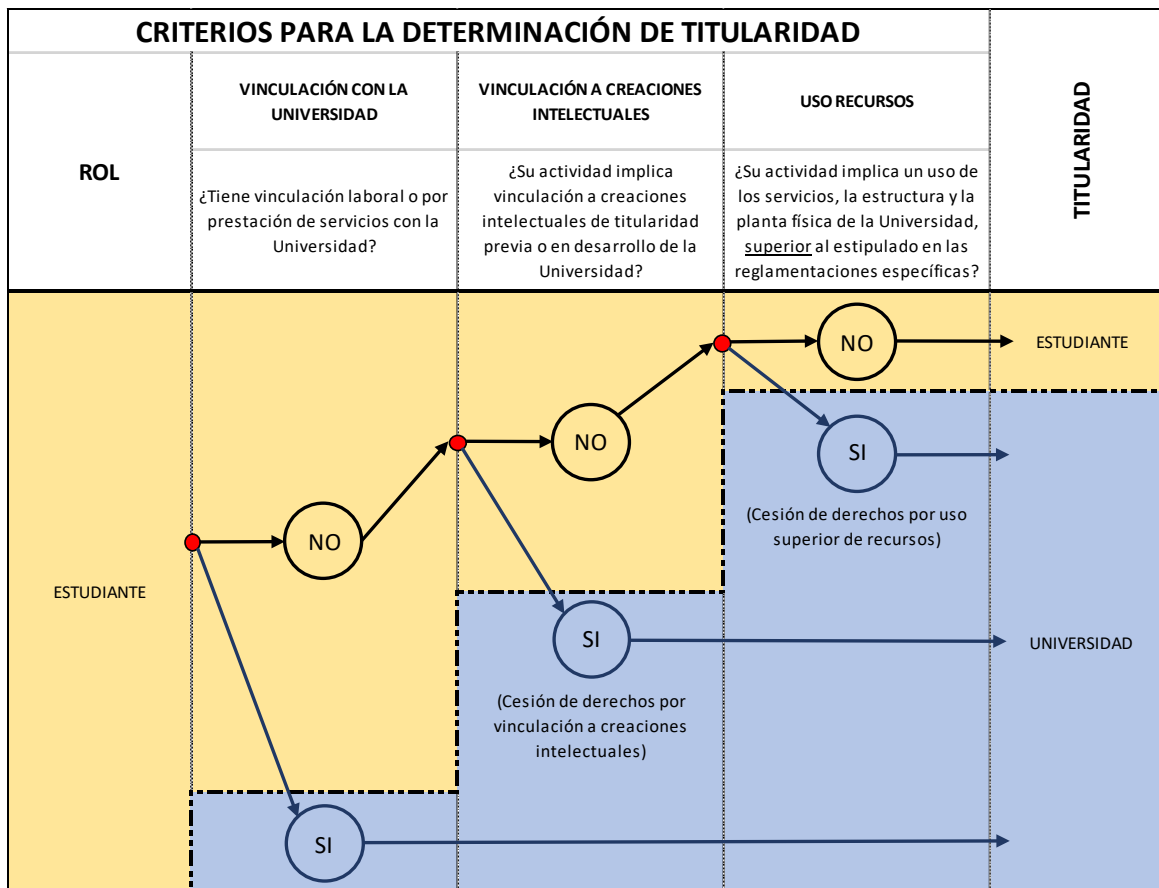 CRITERIOS PARA LA DETERMINACIÓN DE TITULARIDAD
TITULARIDAD
ROL
VINCULACIÓN CON LA
UNIVERSIDAD
VINCULACIÓN A CREACIONES
INTELECTUALES
USO RECURSOS
¿Tiene vinculación laboral o por
prestación de servicios con la
Universidad?
¿Su actividad implica
vinculación a creaciones
intelectuales de titularidad
previa o en desarrollo de la
Universidad?
¿Su actividad implica un uso de
los servicios, la estructura y la
planta física de la Universidad,
superior al estipulado en las
reglamentaciones específicas?
NO
ESTUDIANTE
NO
SI
(Cesión de derechos por uso
superior de recursos)
NO
ESTUDIANTE
SI
UNIVERSIDAD
(Cesión de derechos por
vinculación a creaciones
intelectuales)
SI